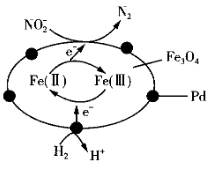 NO₂⁻ N₂
e⁻ Fe₃O₄
Fe(Ⅱ) Fe(Ⅲ)
e⁻ Pd
H₂ H⁺